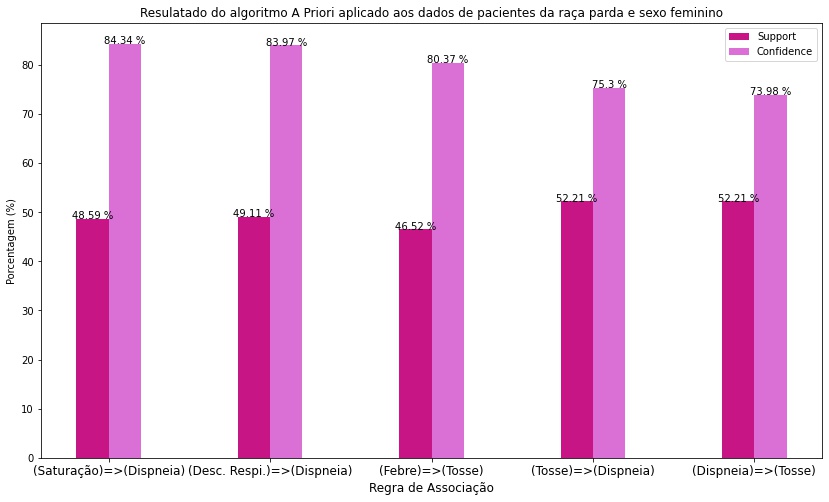 Resulatado do algoritmo A Priori aplicado aos dados de pacientes da raça parda e sexo feminino
Support
Confidence
84.34 %
83.97 %
80.37 %
75.3 %
73.98 %
48.59 %
49.11 %
46.52 %
52.21 %
52.21 %
Porcentagem (%)
80
70
60
50
40
30
20
10
0
(Saturação)=>(Dispneia)
(Desc. Respi.)=>(Dispneia)
(Febre)=>(Tosse)
(Tosse)=>(Dispneia)
(Dispneia)=>(Tosse)
Regra de Associação